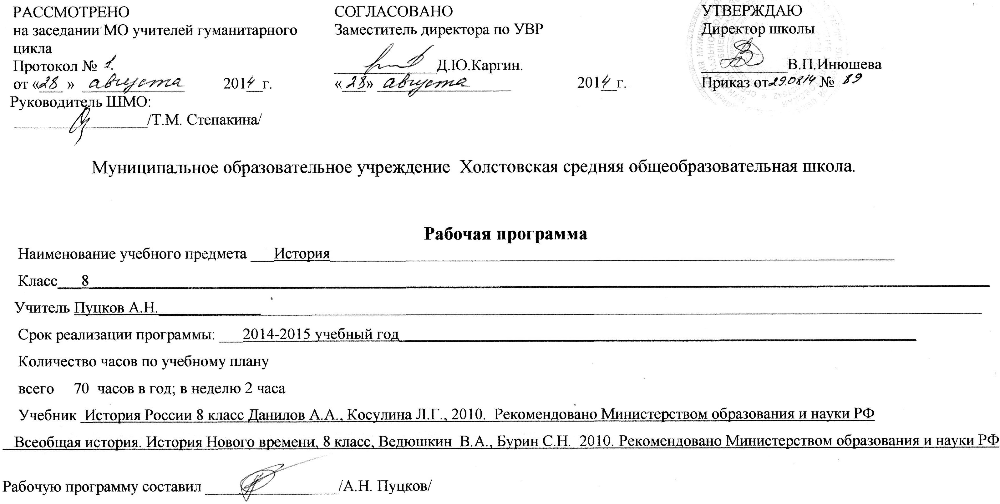 РАССМОТРЕНО
на заседании МО учителей гуманитарного
цикла
Протокол № 1.
от «28 » августа 2014 г.
Руководитель ШМО:
/Т.М. Степакина/
СОГЛАСОВАНО
Заместитель директора по УВР
Д.Ю.Каргин.
«28» августа 2014 г.
УТВЕРЖДАЮ
Директор школы
В.П.Инюшева
Приказ от 29.08.14 № 89
Муниципальное образовательное учреждение Холстовская средняя общеобразовательная школа.
Рабочая программа
Наименование учебного предмета История
Класс 8
Учитель Пуцков А.Н.
Срок реализации программы: 2014-2015 учебный год
Количество часов по учебному плану
всего 70 часов в год; в неделю 2 часа
Учебник История России 8 класс Данилов А.А., Косулина Л.Г., 2010. Рекомендовано Министерством образования и науки РФ
Всеобщая история. История Нового времени, 8 класс, Ведюшкин В.А., Бурин С.Н. 2010. Рекомендовано Министерством образования и науки РФ
Рабочую программу составил /А.Н. Пуцков/